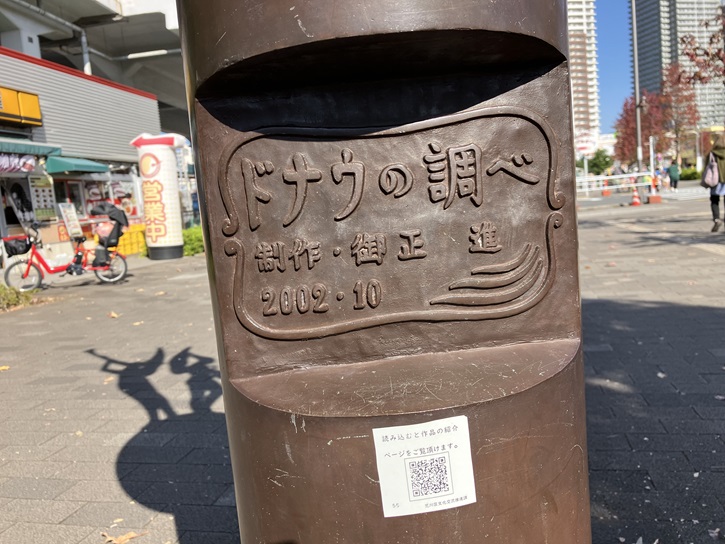 ドナウの調べ
制作・御正 進
2002・10
読み込むと作品の紹介
ページをご覧頂けます。
営業中